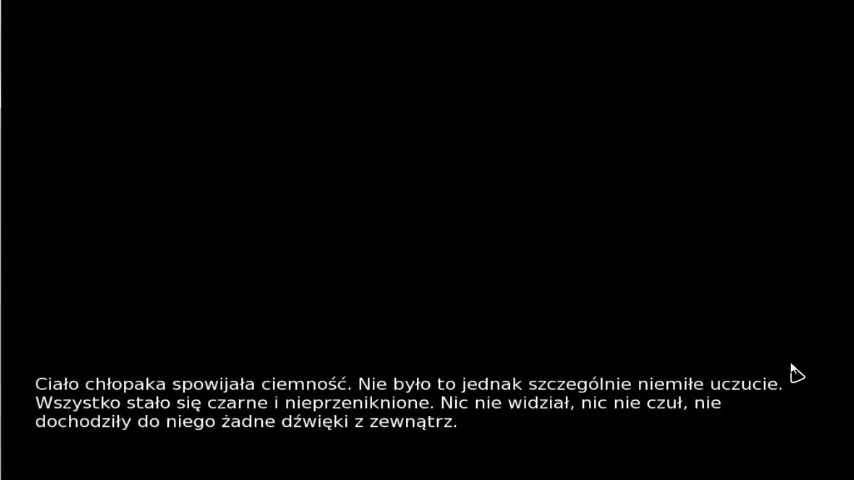 Ciało chłopaka spowijała ciemność. Nie było to jednak szczególnie niemiłe uczucie.
Wszystko stało się czarne i nieprzeniknione. Nic nie widział, nic nie czuł, nie
dochodziły do niego żadne dźwięki z zewnątrz.